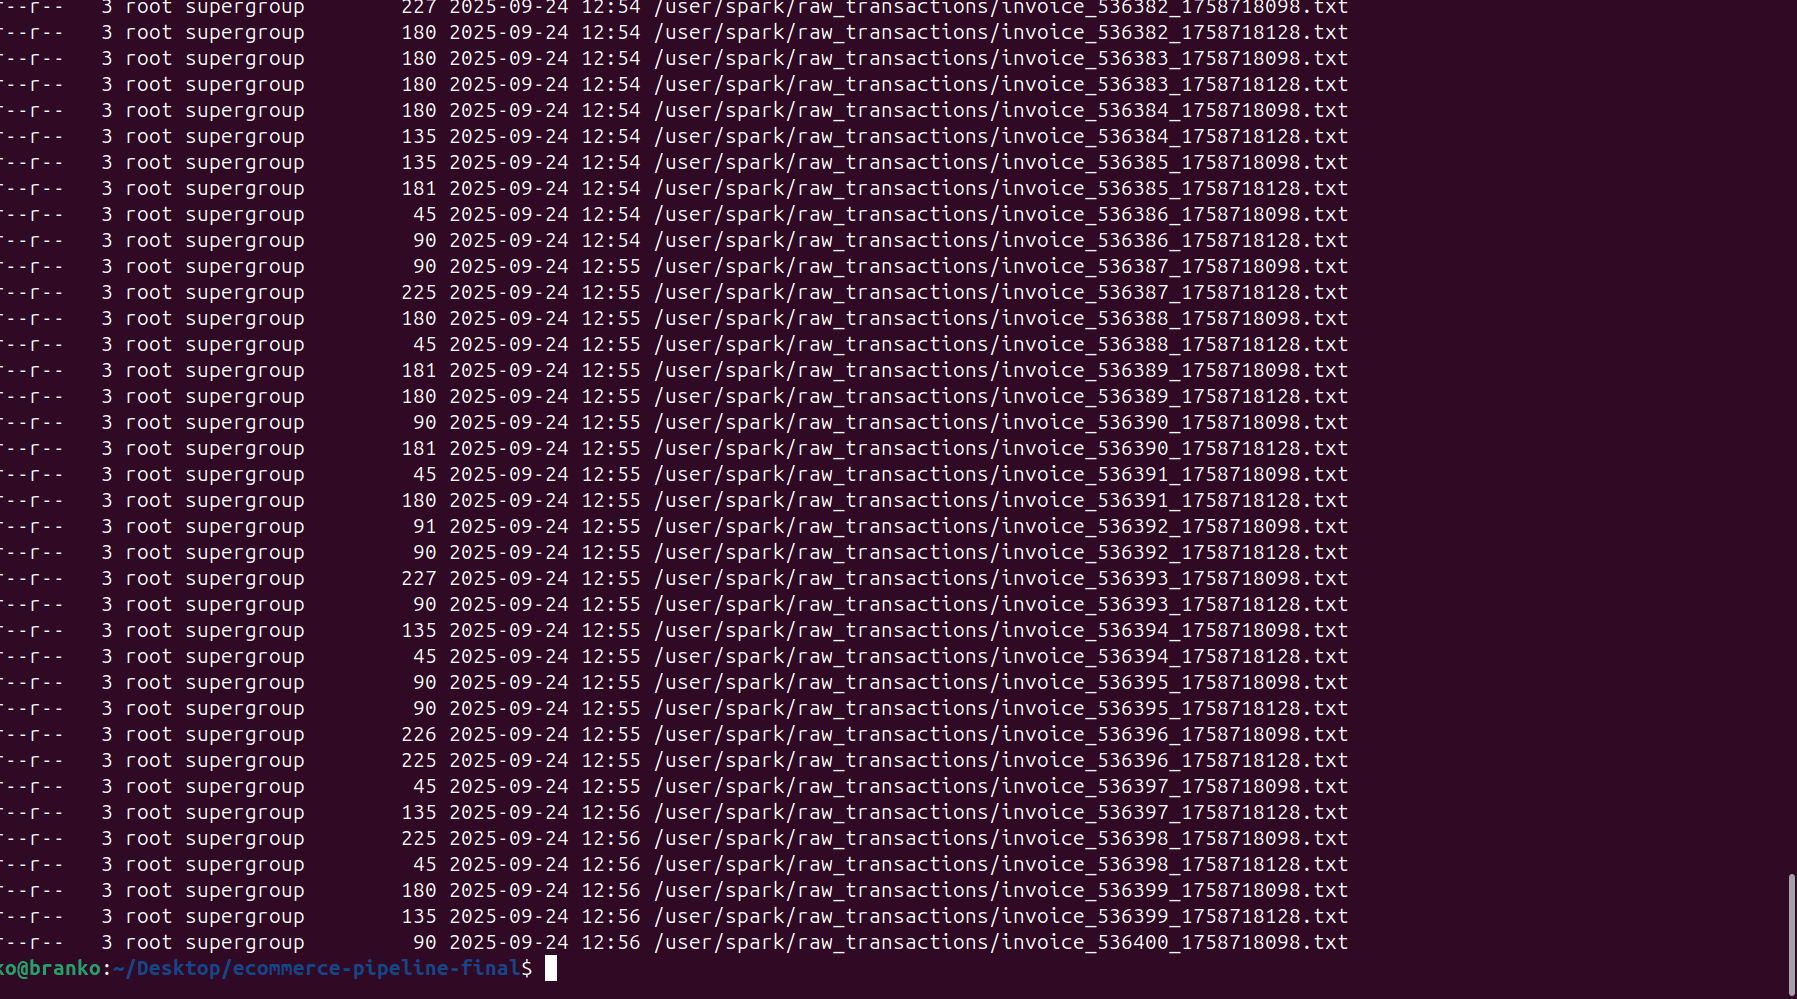 r--r--   3 root supergroup        227 2025-09-24 12:54 /user/spark/raw_transactions/invoice_536382_1758718098.txt
r--r--   3 root supergroup        180 2025-09-24 12:54 /user/spark/raw_transactions/invoice_536382_1758718128.txt
r--r--   3 root supergroup        180 2025-09-24 12:54 /user/spark/raw_transactions/invoice_536383_1758718098.txt
r--r--   3 root supergroup        180 2025-09-24 12:54 /user/spark/raw_transactions/invoice_536383_1758718128.txt
r--r--   3 root supergroup        180 2025-09-24 12:54 /user/spark/raw_transactions/invoice_536384_1758718098.txt
r--r--   3 root supergroup        135 2025-09-24 12:54 /user/spark/raw_transactions/invoice_536384_1758718128.txt
r--r--   3 root supergroup        135 2025-09-24 12:54 /user/spark/raw_transactions/invoice_536385_1758718098.txt
r--r--   3 root supergroup        181 2025-09-24 12:54 /user/spark/raw_transactions/invoice_536385_1758718128.txt
r--r--   3 root supergroup         45 2025-09-24 12:54 /user/spark/raw_transactions/invoice_536386_1758718098.txt
r--r--   3 root supergroup         90 2025-09-24 12:54 /user/spark/raw_transactions/invoice_536386_1758718128.txt
r--r--   3 root supergroup         90 2025-09-24 12:55 /user/spark/raw_transactions/invoice_536387_1758718098.txt
r--r--   3 root supergroup        225 2025-09-24 12:55 /user/spark/raw_transactions/invoice_536387_1758718128.txt
r--r--   3 root supergroup        180 2025-09-24 12:55 /user/spark/raw_transactions/invoice_536388_1758718098.txt
r--r--   3 root supergroup         45 2025-09-24 12:55 /user/spark/raw_transactions/invoice_536388_1758718128.txt
r--r--   3 root supergroup        181 2025-09-24 12:55 /user/spark/raw_transactions/invoice_536389_1758718098.txt
r--r--   3 root supergroup        180 2025-09-24 12:55 /user/spark/raw_transactions/invoice_536389_1758718128.txt
r--r--   3 root supergroup         90 2025-09-24 12:55 /user/spark/raw_transactions/invoice_536390_1758718098.txt
r--r--   3 root supergroup        181 2025-09-24 12:55 /user/spark/raw_transactions/invoice_536390_1758718128.txt
r--r--   3 root supergroup         45 2025-09-24 12:55 /user/spark/raw_transactions/invoice_536391_1758718098.txt
r--r--   3 root supergroup        180 2025-09-24 12:55 /user/spark/raw_transactions/invoice_536391_1758718128.txt
r--r--   3 root supergroup         91 2025-09-24 12:55 /user/spark/raw_transactions/invoice_536392_1758718098.txt
r--r--   3 root supergroup         90 2025-09-24 12:55 /user/spark/raw_transactions/invoice_536392_1758718128.txt
r--r--   3 root supergroup        227 2025-09-24 12:55 /user/spark/raw_transactions/invoice_536393_1758718098.txt
r--r--   3 root supergroup         90 2025-09-24 12:55 /user/spark/raw_transactions/invoice_536393_1758718128.txt
r--r--   3 root supergroup        135 2025-09-24 12:55 /user/spark/raw_transactions/invoice_536394_1758718098.txt
r--r--   3 root supergroup         45 2025-09-24 12:55 /user/spark/raw_transactions/invoice_536394_1758718128.txt
r--r--   3 root supergroup         90 2025-09-24 12:55 /user/spark/raw_transactions/invoice_536395_1758718098.txt
r--r--   3 root supergroup         90 2025-09-24 12:55 /user/spark/raw_transactions/invoice_536395_1758718128.txt
r--r--   3 root supergroup        226 2025-09-24 12:55 /user/spark/raw_transactions/invoice_536396_1758718098.txt
r--r--   3 root supergroup        225 2025-09-24 12:55 /user/spark/raw_transactions/invoice_536396_1758718128.txt
r--r--   3 root supergroup         45 2025-09-24 12:55 /user/spark/raw_transactions/invoice_536397_1758718098.txt
r--r--   3 root supergroup        135 2025-09-24 12:56 /user/spark/raw_transactions/invoice_536397_1758718128.txt
r--r--   3 root supergroup        225 2025-09-24 12:56 /user/spark/raw_transactions/invoice_536398_1758718098.txt
r--r--   3 root supergroup         45 2025-09-24 12:56 /user/spark/raw_transactions/invoice_536398_1758718128.txt
r--r--   3 root supergroup        180 2025-09-24 12:56 /user/spark/raw_transactions/invoice_536399_1758718098.txt
r--r--   3 root supergroup        135 2025-09-24 12:56 /user/spark/raw_transactions/invoice_536399_1758718128.txt
r--r--   3 root supergroup         90 2025-09-24 12:56 /user/spark/raw_transactions/invoice_536400_1758718098.txt
ko@branko:~/Desktop/ecommerce-pipeline-final$